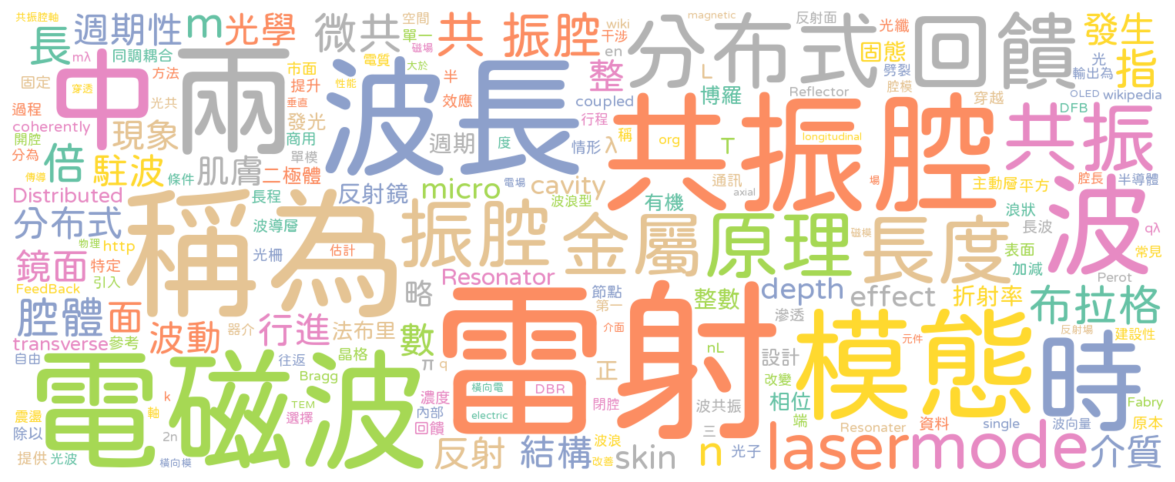 共振腔軸
週期性
m光學
微共
空間
單一
磁場
共 振腔
wiki
干涉
en
分布式
回饋
反射面
光纖
magnetic
固態
發生
指
長
mλ
同調耦合
電質
大於
整
L
博羅
劈裂
光
輸出為
固定
穿透
方法
中
兩
市面
提升
性能
垂直
半
效應
波長
coupled
行程
Reflector
腔模
穿越
OLED
wikipedia
DFB
過程
光共
coherently
現象
發光
商用
開腔
分為
傳導
倍
駐波
條件
肌膚
單模
二極體
週期
度
情形
λ
稱
org
T
longitudinal
共振腔
共振
反射鏡
電場
micro
波浪型
cavity
通訊
有機
場
axial
主動層
平方
腔長
半導體
Distributed
分布式
稱為
長程
波導層
振腔
金屬
原理
長度
浪狀
長波
表面
加減
波
qλ
常見
物理
http
光柵
估計
鏡面
特定
引入
FeedBack
Resonator
略
節點
第一
整數
depth
effect
折射率
Perot
布拉格
滲透
腔體
面
波動
器介
行進
法布里
數
介面
磁模
反射場
建設性
transverse
參考
自由
往返
晶格
π
q
正
nL
設計
元件
電磁波
雷射
模態
時
Bragg
k
TEM
選擇
橫向電
DBR
濃度
內部
回饋
electric
閉腔
波共振
改變
相位
端
Fabry
震盪
除以
軸
2n
提供
光波
橫向模
反射
結構
波浪
改善
skin
三
n
光子
Resonater
資料
single
波向量
原本
laser
mode
介質